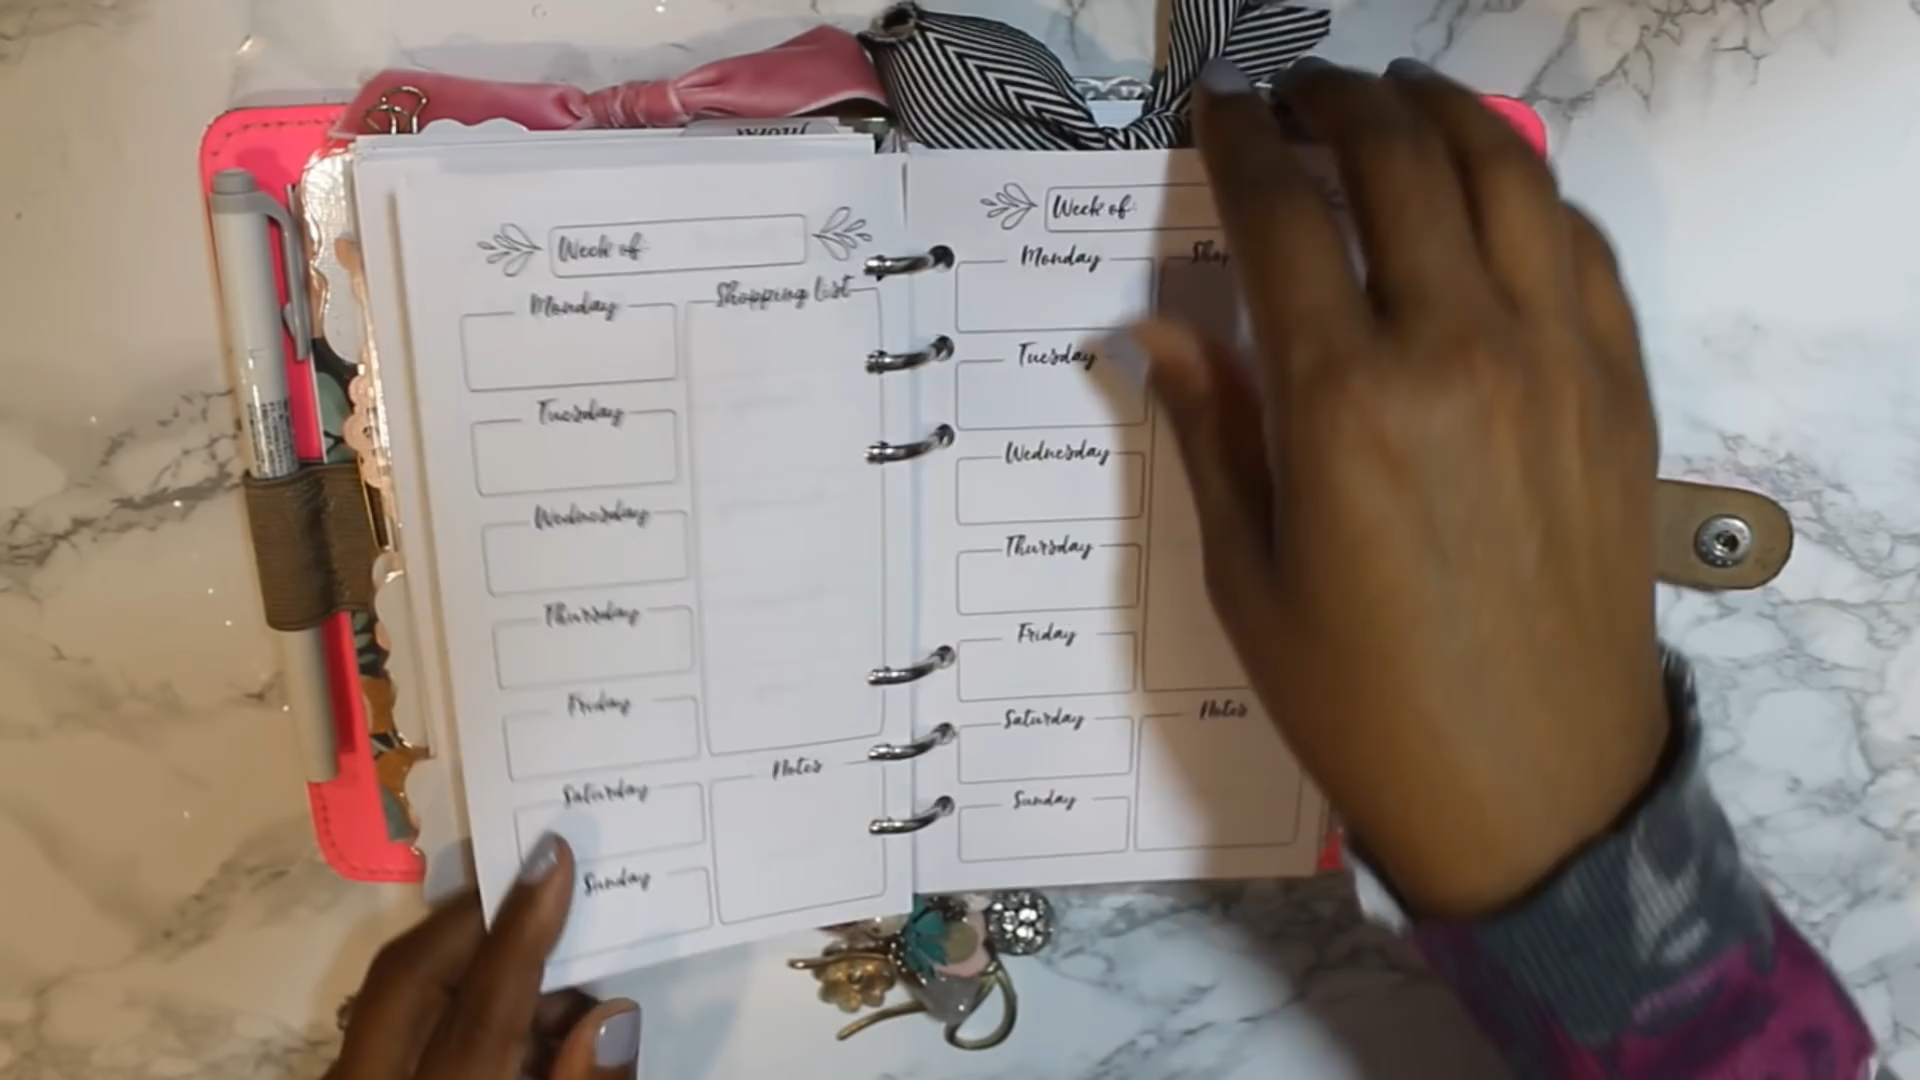 Week of:
Monday
Shopping List
Tuesday
Wednesday
Thursday
Friday
Saturday
Notes
Sunday
Week of:
Monday
Shop
Tuesday
Wednesday
Thursday
Friday
Saturday
Notes
Sunday